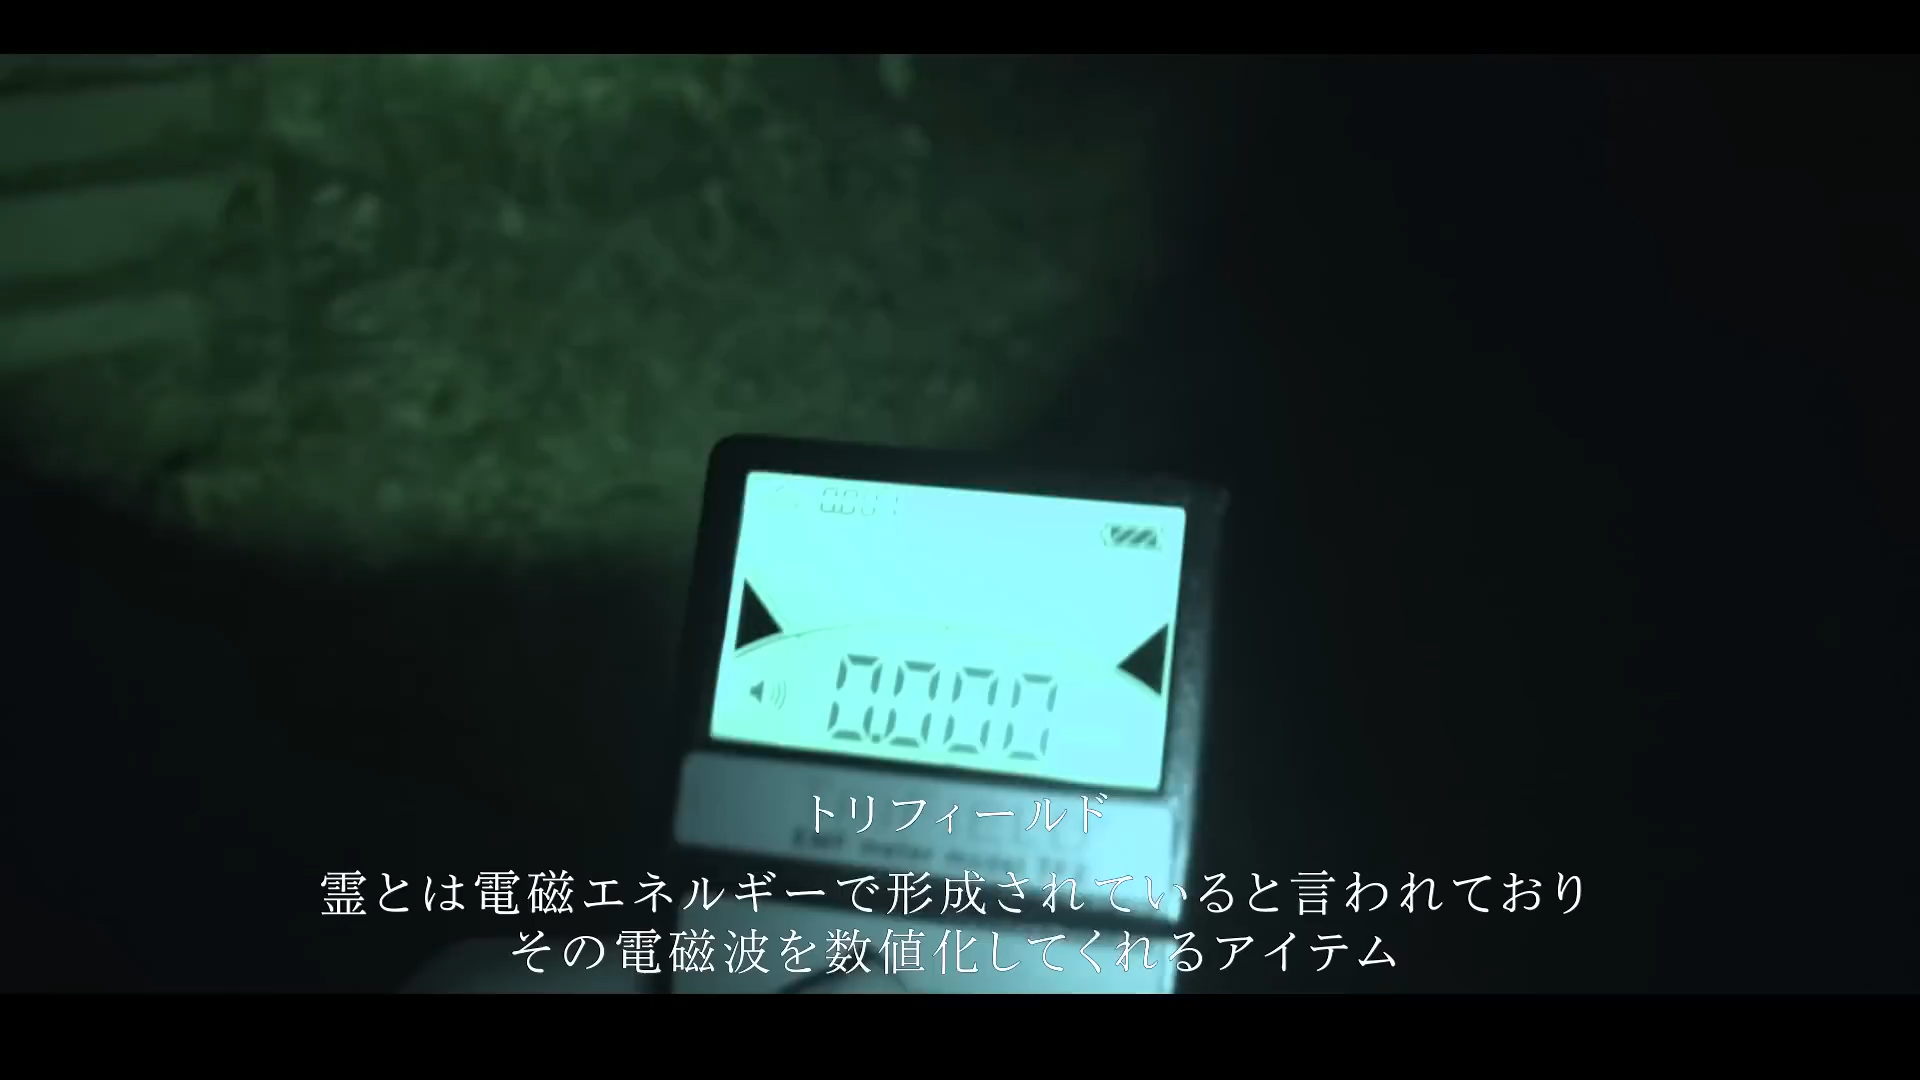 0.000
トリフィールド
霊とは電磁エネルギーで形成されていると言われており
その電磁波を数値化してくれるアイテム